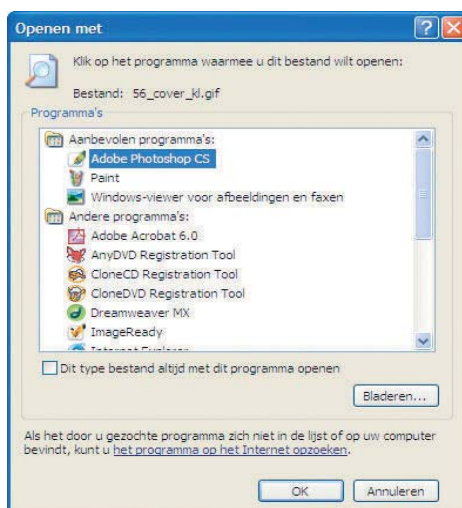 Openen met
Klik op het programma waarmee u dit bestand wilt openen:
Bestand: 56_cover_kl.gif
Programma's
Aanbevolen programma's:
Adobe Photoshop CS
Paint
Windows-viewer voor afbeeldingen en faxen
Andere programma's:
Adobe Acrobat 6.0
AnyDVD Registration Tool
CloneCD Registration Tool
CloneDVD Registration Tool
Dreamweaver MX
ImageReady
Internet Explorer
Dit type bestand altijd met dit programma openen
Bladeren...
Als het door u gezochte programma zich niet in de lijst of op uw computer
bevindt, kunt u het programma op het Internet opzoeken.
OK
Annuleren